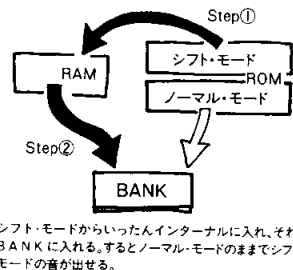 Step①
シフト・モード
RAM
ROM
ノーマル・モード
Step②
BANK
シフト・モードからいったんインターナルに入れ、それ
BANKに入れる。するとノーマル・モードのままでシフ
モードの音が出せる。